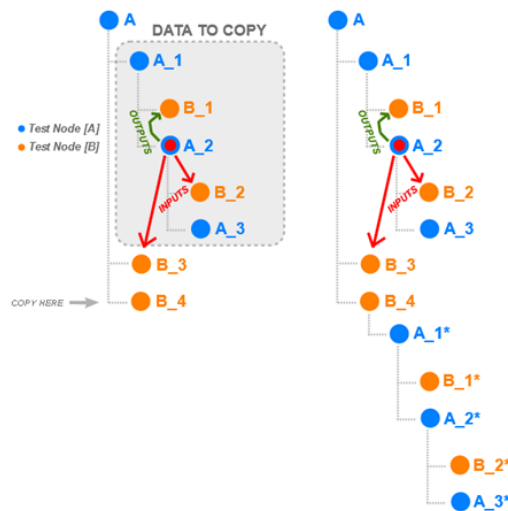 A
DATA TO COPY
A_1
B_1
OUTPUTS
Test Node [A]
A_2
Test Node [B]
INPUTS
B_2
A_3
B_3
COPY HERE
B_4
A
A_1
B_1
OUTPUTS
A_2
INPUTS
B_2
A_3
B_3
B_4
A_1*
B_1*
A_2*
B_2*
A_3*